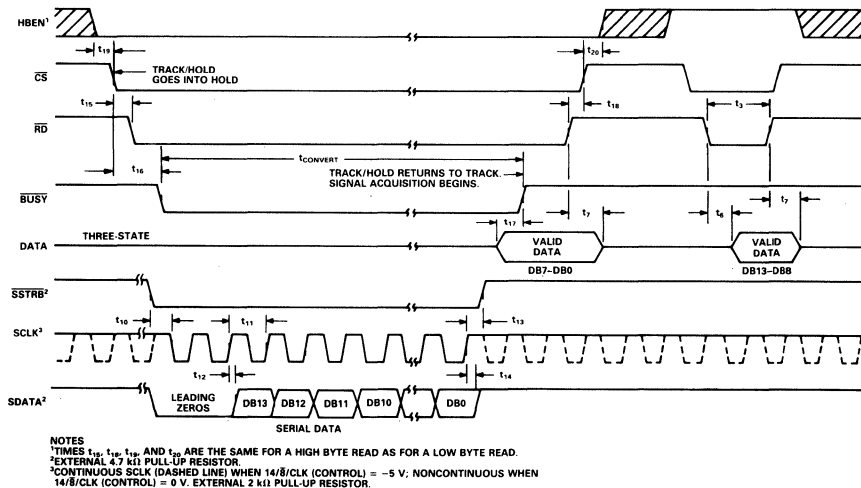 HBEN1
t19
t20
CS
TRACK/HOLD
GOES INTO HOLD
t15
t18
t3
RD
tCONVERT
t16
TRACK/HOLD RETURNS TO TRACK.
SIGNAL ACQUISITION BEGINS.
BUSY
t17
t7
t6
t7
DATA
THREE-STATE
VALID
DATA
VALID
DATA
DB7–DB0
DB13–DB8
SSTRB2
t10
t11
t13
SCLK3
t12
t14
SDATA2
LEADING
ZEROS
DB13
DB12
DB11
DB10
DB0
SERIAL DATA
NOTES
1TIMES t15, t18, t19, AND t20 ARE THE SAME FOR A HIGH BYTE READ AS FOR A LOW BYTE READ.
2EXTERNAL 4.7 kΩ PULL-UP RESISTOR.
3CONTINUOUS SCLK (DASHED LINE) WHEN 14/8/CLK (CONTROL) = –5 V; NONCONTINUOUS WHEN
14/8/CLK (CONTROL) = 0 V. EXTERNAL 2 kΩ PULL-UP RESISTOR.